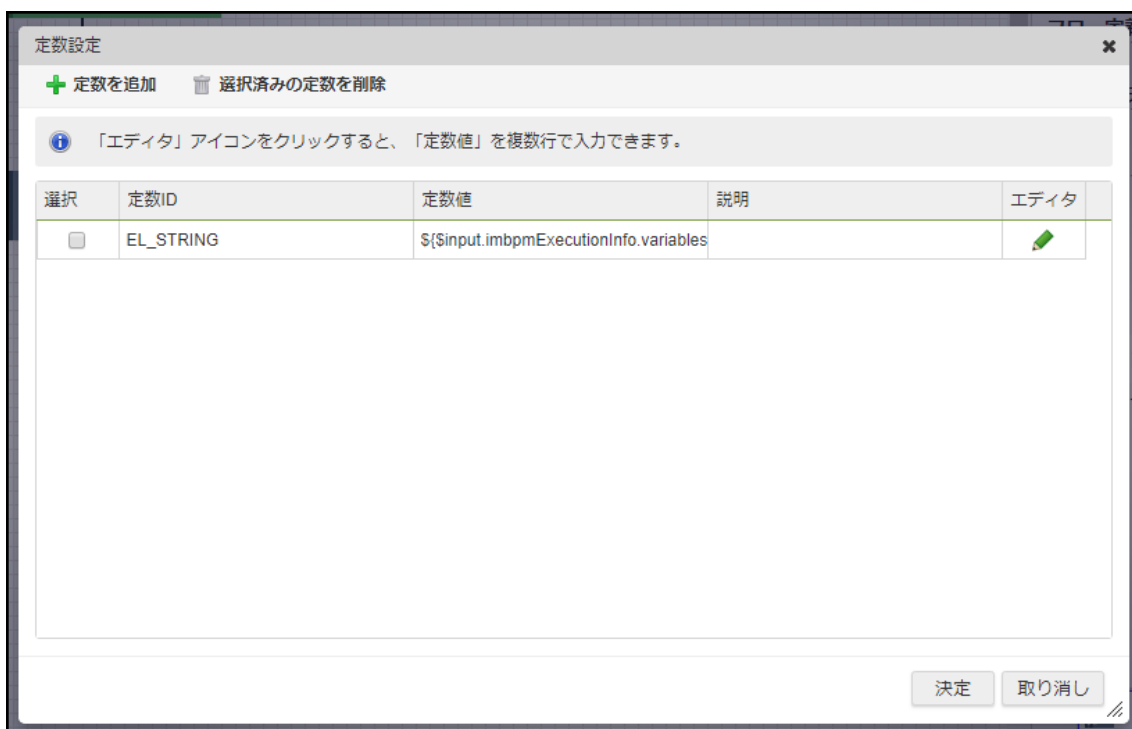 定数設定
定数を追加 選択済みの定数を削除
「エディタ」アイコンをクリックすると、「定数値」を複数行で入力できます。
選択 定数ID 定数値 説明 エディタ
EL_STRING ${$input.imbpmExecutionInfo.variables
決定 取り消し